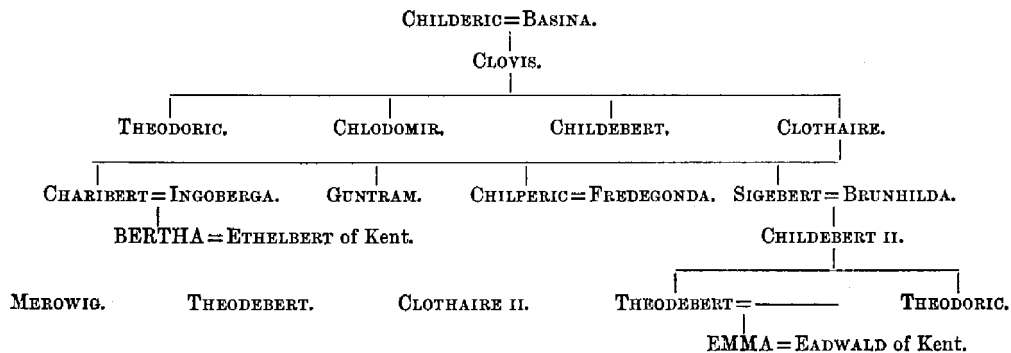 CHILDERIC=BASINA.
CLOVIS.
THEODORIC. CHLODOMIR. CHILDEBERT. CLOTHAIRE.
CHARIBERT=INGOBERGA. GUNTRAM. CHILPERIC=FREDEGONDA. SIGEBERT=BRUNHILDA.
BERTHA=ETHELBERT of Kent. CHILDEBERT II.
MEROWIG. THEODEBERT. CLOTHAIRE II. THEODEBERT= THEODORIC.
EMMA=EADWALD of Kent.